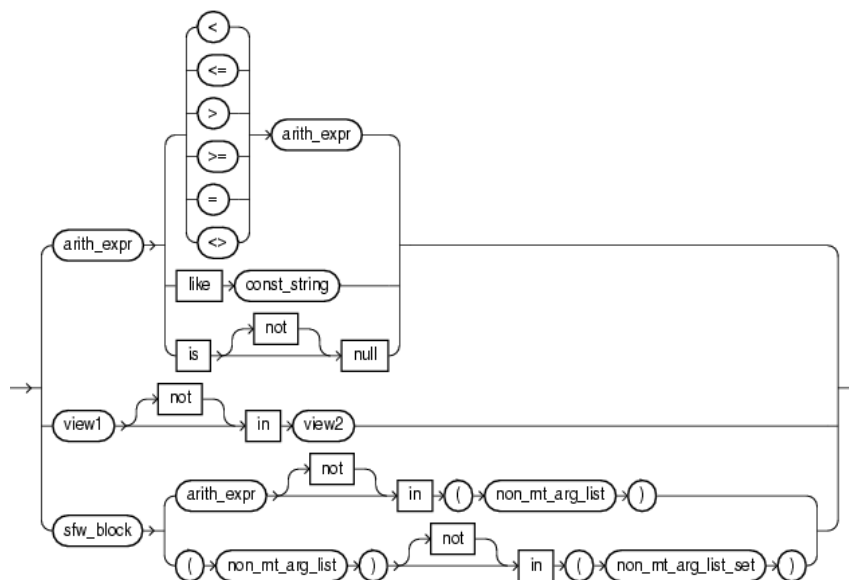 <
<=
>
arith_expr
>=
=
<>
arith_expr
like const_string
not
is null
not
view1 in view2
not
arith_expr in ( non_mt_arg_list )
sfw_block
not
( non_mt_arg_list ) in ( non_mt_arg_list_set )